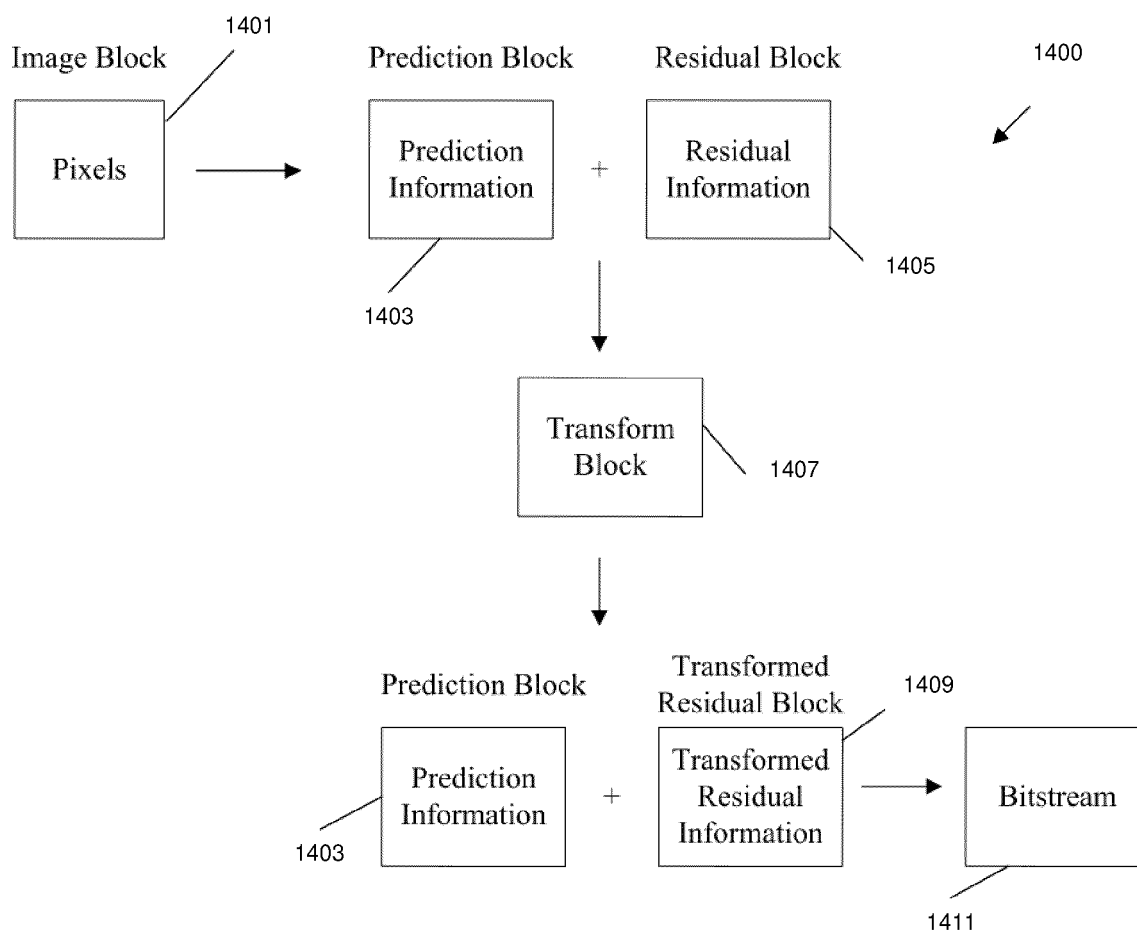 1401
Image Block
Prediction Block
Residual Block
1400
Pixels
Prediction
Information
+
Residual
Information
1405
1403
Transform
Block
1407
Prediction Block
Transformed
Residual Block
1409
Prediction
Information
+
Transformed
Residual
Information
Bitstream
1403
1411